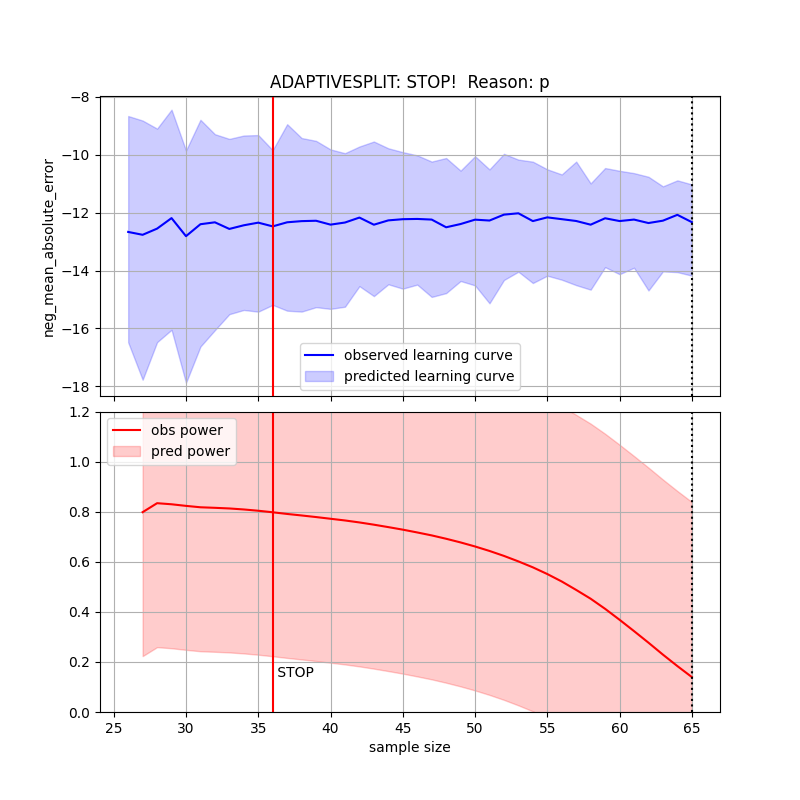 ADAPTIVESPLIT: STOP!  Reason: p
−8
−10
−12
−14
−16
−18
neg_mean_absolute_error
observed learning curve
predicted learning curve
1.2
1.0
0.8
0.6
0.4
0.2
0.0
obs power
pred power
STOP
25 30 35 40 45 50 55 60 65
sample size